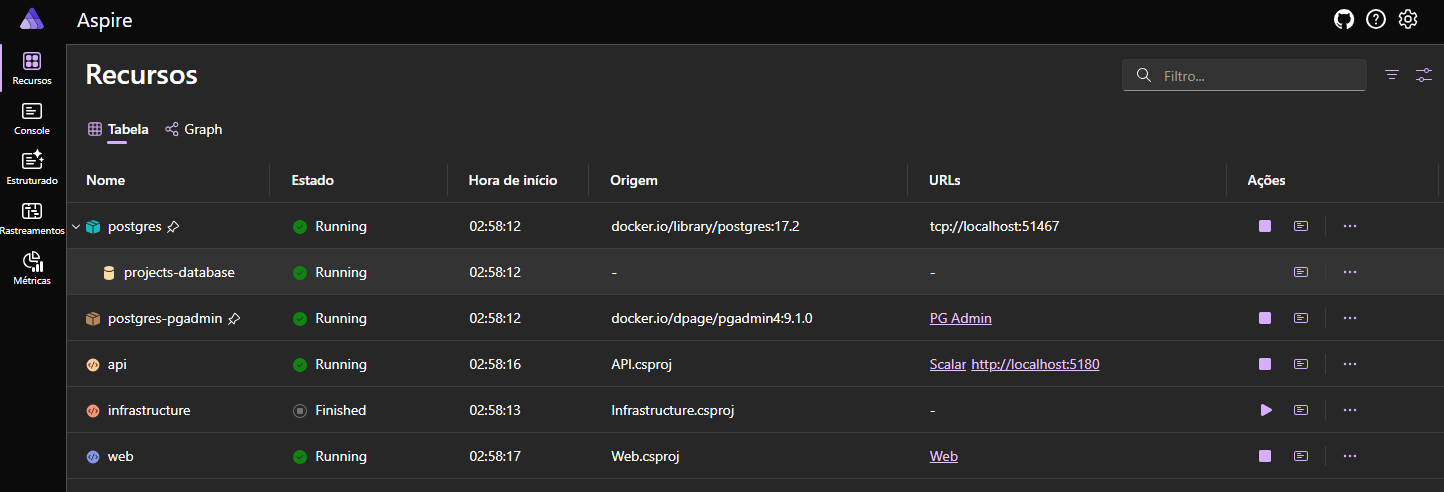 Aspire
Recursos
Console
Estruturado
Rastreamentos
Métricas
Recursos
Filtro...
Tabela Graph
Nome Estado Hora de início Origem URLs Ações
postgres Running 02:58:12 docker.io/library/postgres:17.2 tcp://localhost:51467
projects-database Running 02:58:12 - -
postgres-pgadmin Running 02:58:12 docker.io/dpage/pgadmin4:9.1.0 PG Admin
api Running 02:58:16 API.csproj Scalar http://localhost:5180
infrastructure Finished 02:58:13 Infrastructure.csproj -
web Running 02:58:17 Web.csproj Web